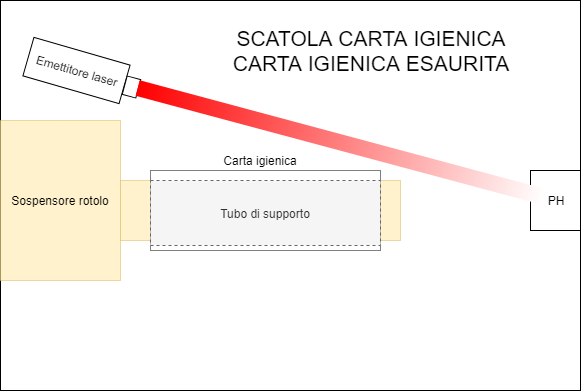 SCATOLA CARTA IGIENICA
CARTA IGIENICA ESAURITA
Emettitore laser
Carta igienica
Sospensore rotolo
Tubo di supporto
PH